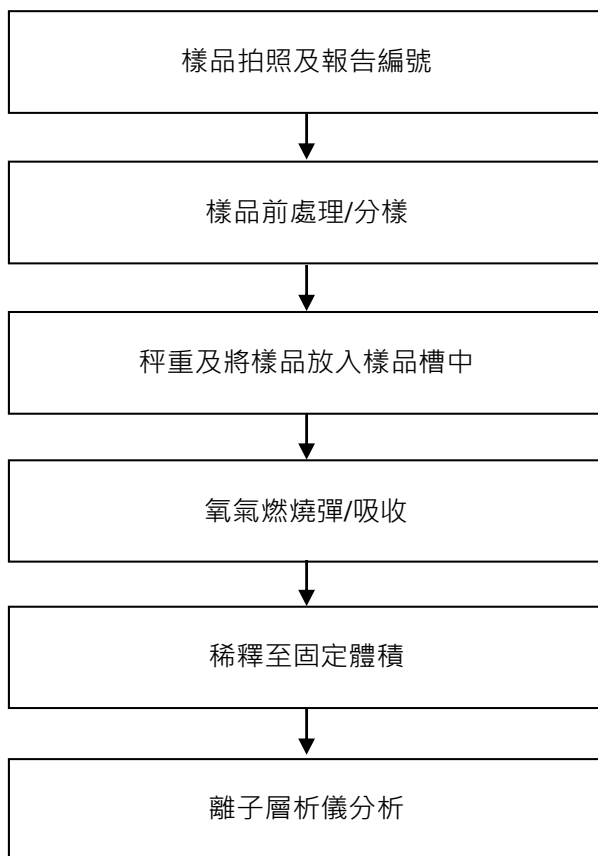 樣品拍照及報告編號
樣品前處理/分樣
秤重及將樣品放入樣品槽中
氧氣燃燒彈/吸收
稀釋至固定體積
離子層析儀分析